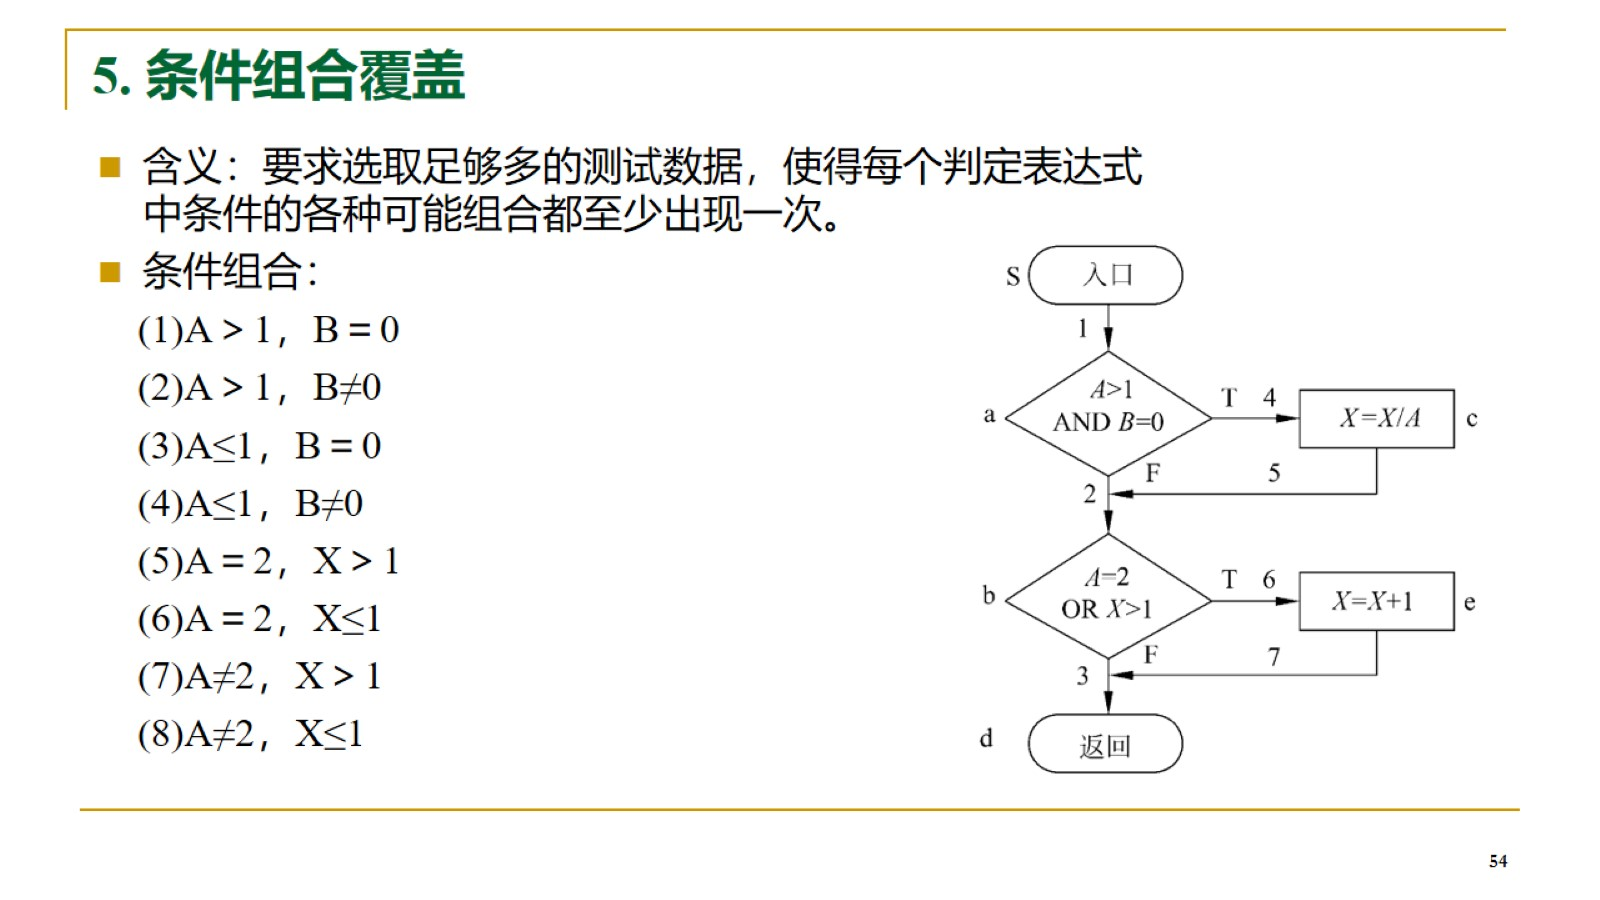 5. 条件组合覆盖
含义：要求选取足够多的测试数据，使得每个判定表达式
中条件的各种可能组合都至少出现一次。
条件组合：
(1)A > 1，B = 0
(2)A > 1，B≠0
(3)A≤1，B = 0
(4)A≤1，B≠0
(5)A = 2，X > 1
(6)A = 2，X≤1
(7)A≠2，X > 1
(8)A≠2，X≤1
S
入口
1
a
A>1
AND B=0
T 4
X=X/A
c
F
5
2
b
A=2
OR X>1
T 6
X=X+1
e
F
7
3
d
返回
54